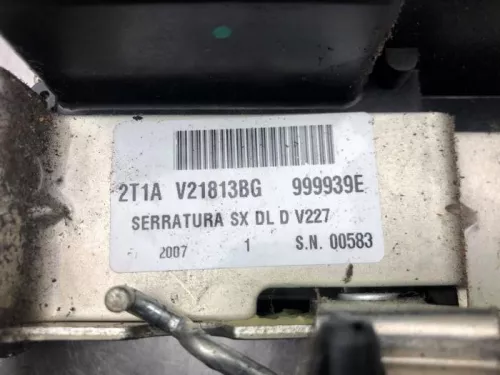 2T1A V21813BG 999939E
SERRATURA SX DL D V227
2007 1 S.N. 00583